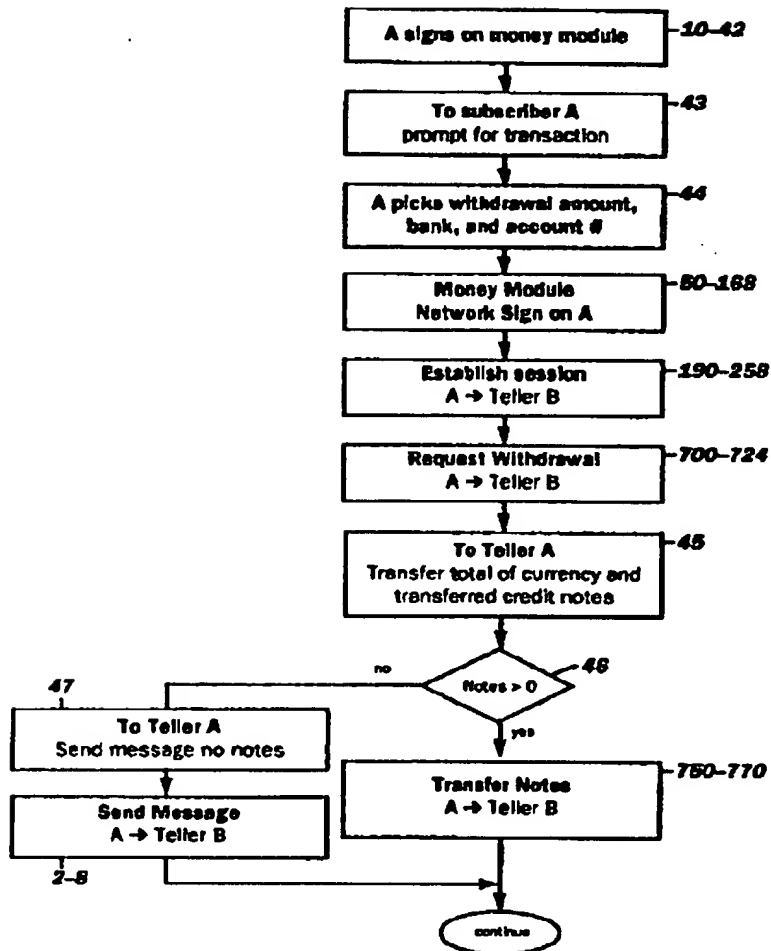 A signs on money module
10-42
To subscriber A
prompt for transaction
43
A picks withdrawal amount,
bank, and account #
44
Money Module
Network Sign on A
50-168
Establish session
A → Teller B
190-258
Request Withdrawal
A → Teller B
700-724
To Teller A
Transfer total of currency and
transferred credit notes
45
Notes > 0
46
no
yes
47
To Teller A
Send message no notes
Send Message
A → Teller B
2-8
Transfer Notes
A → Teller B
750-770
continue